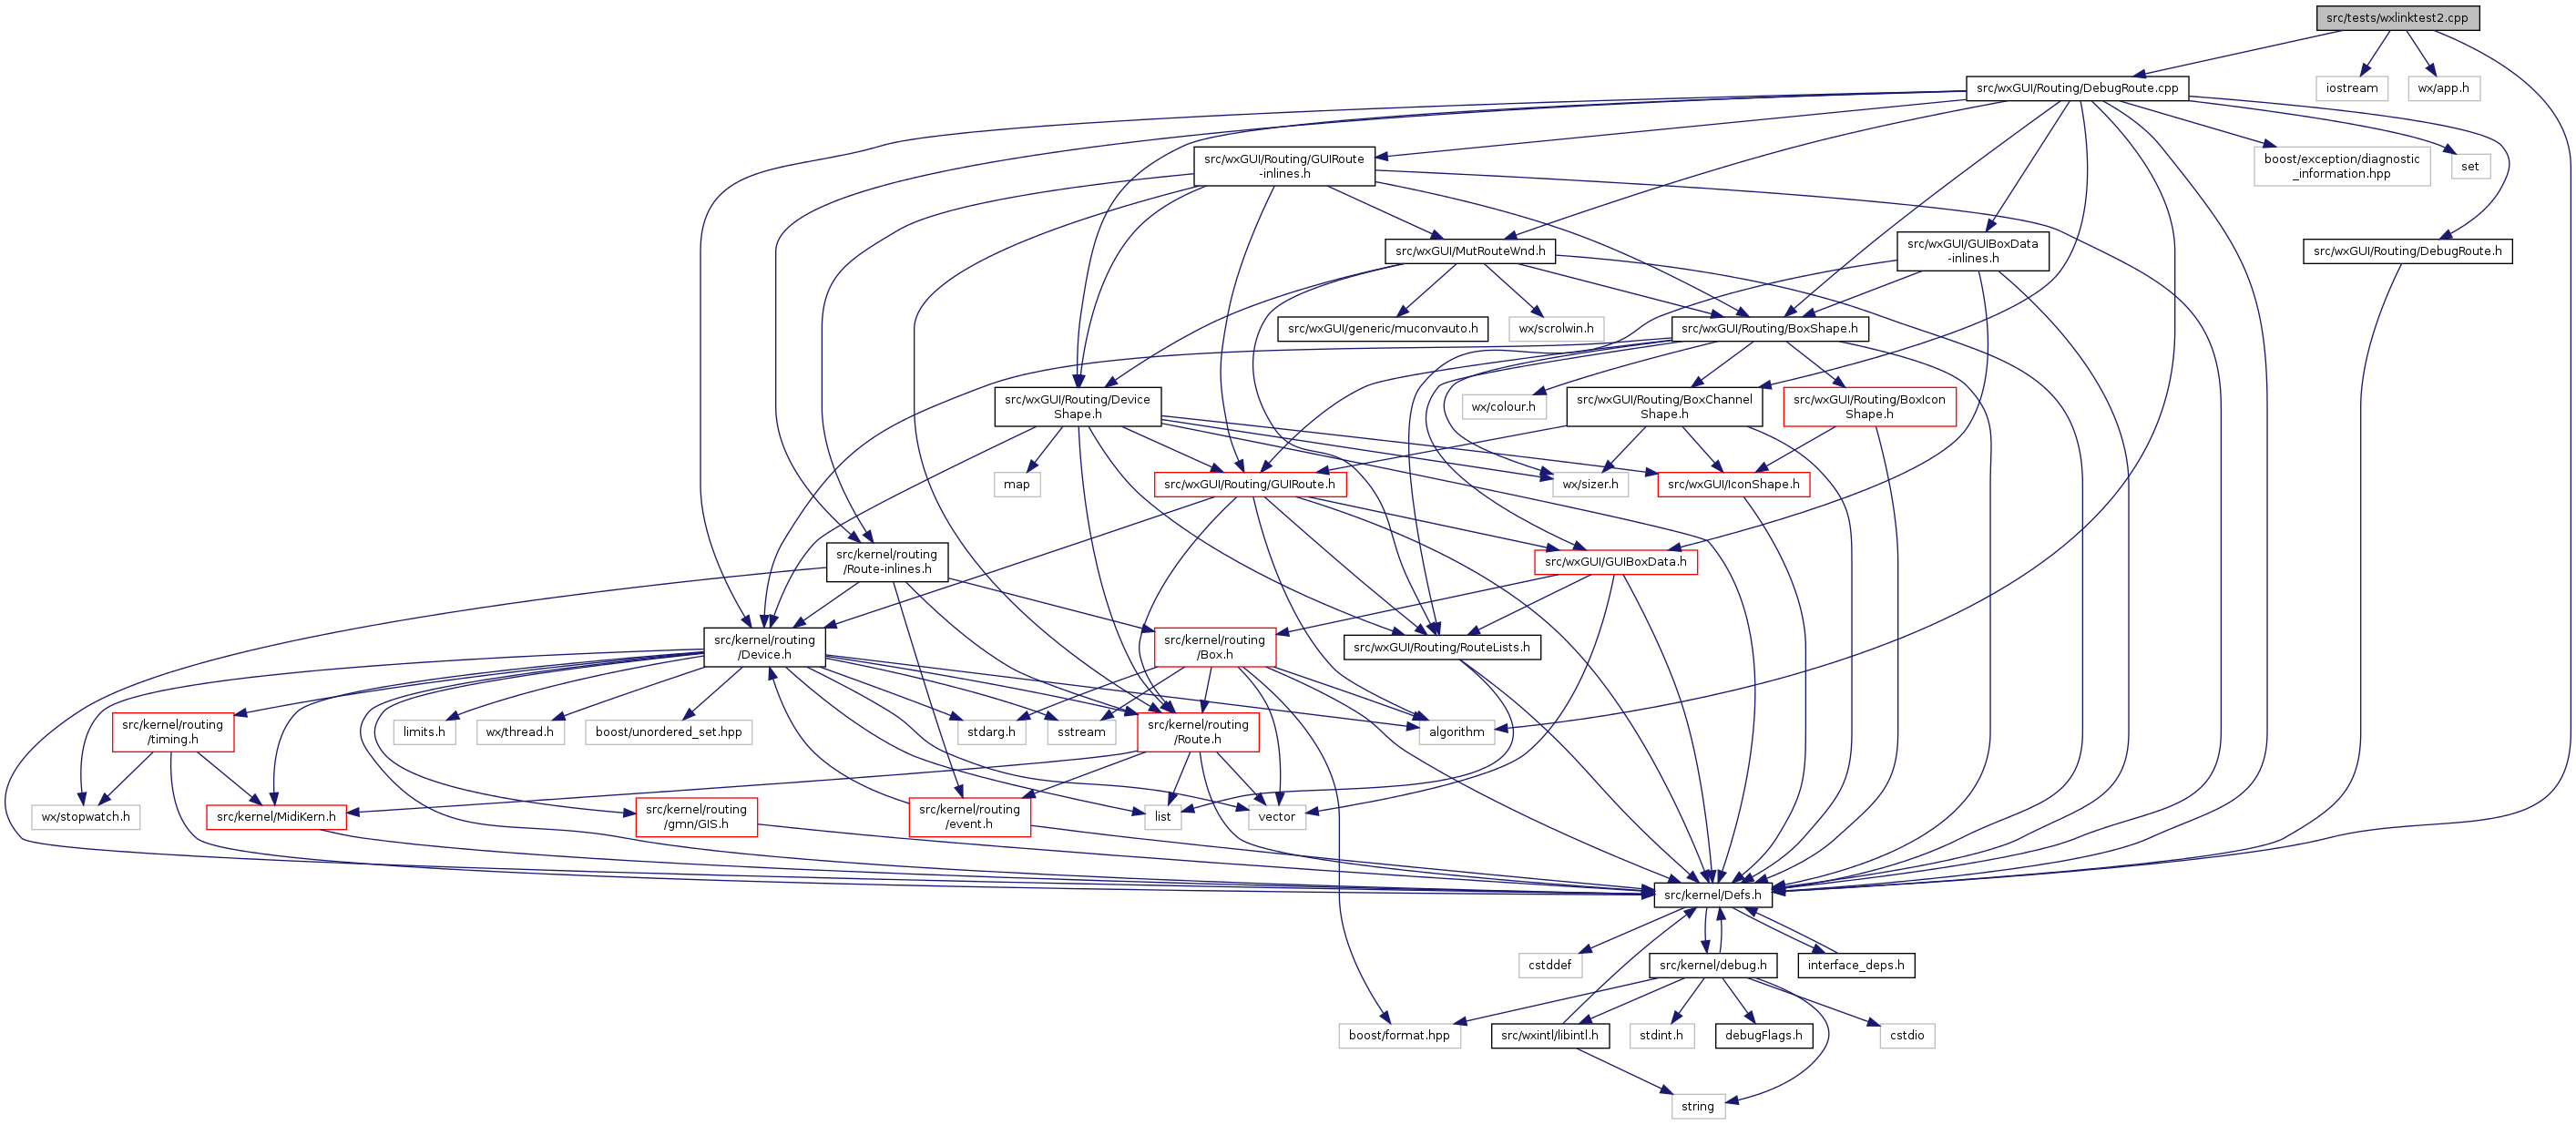 src/tests/wxlinktest2.cpp
src/wxGUI/Routing/DebugRoute.cpp
iostream
wx/app.h
src/wxGUI/Routing/GUIRoute
-inlines.h
boost/exception/diagnostic
_information.hpp
set
src/wxGUI/MutRouteWnd.h
src/wxGUI/GUIBoxData
-inlines.h
src/wxGUI/Routing/DebugRoute.h
src/wxGUI/generic/muconvauto.h
wx/scrolwin.h
src/wxGUI/Routing/BoxShape.h
src/wxGUI/Routing/Device
Shape.h
wx/colour.h
src/wxGUI/Routing/BoxChannel
Shape.h
src/wxGUI/Routing/BoxIcon
Shape.h
map
src/wxGUI/Routing/GUIRoute.h
wx/sizer.h
src/wxGUI/IconShape.h
src/kernel/routing
/Route-inlines.h
src/wxGUI/GUIBoxData.h
src/kernel/routing
/Device.h
src/kernel/routing
/Box.h
src/wxGUI/Routing/RouteLists.h
src/kernel/routing
/timing.h
limits.h
wx/thread.h
boost/unordered_set.hpp
stdarg.h
sstream
src/kernel/routing
/Route.h
algorithm
wx/stopwatch.h
src/kernel/MidiKern.h
src/kernel/routing
/gmn/GIS.h
src/kernel/routing
/event.h
list
vector
src/kernel/Defs.h
cstddef
src/kernel/debug.h
interface_deps.h
boost/format.hpp
src/wxintl/libintl.h
stdint.h
debugFlags.h
cstdio
string